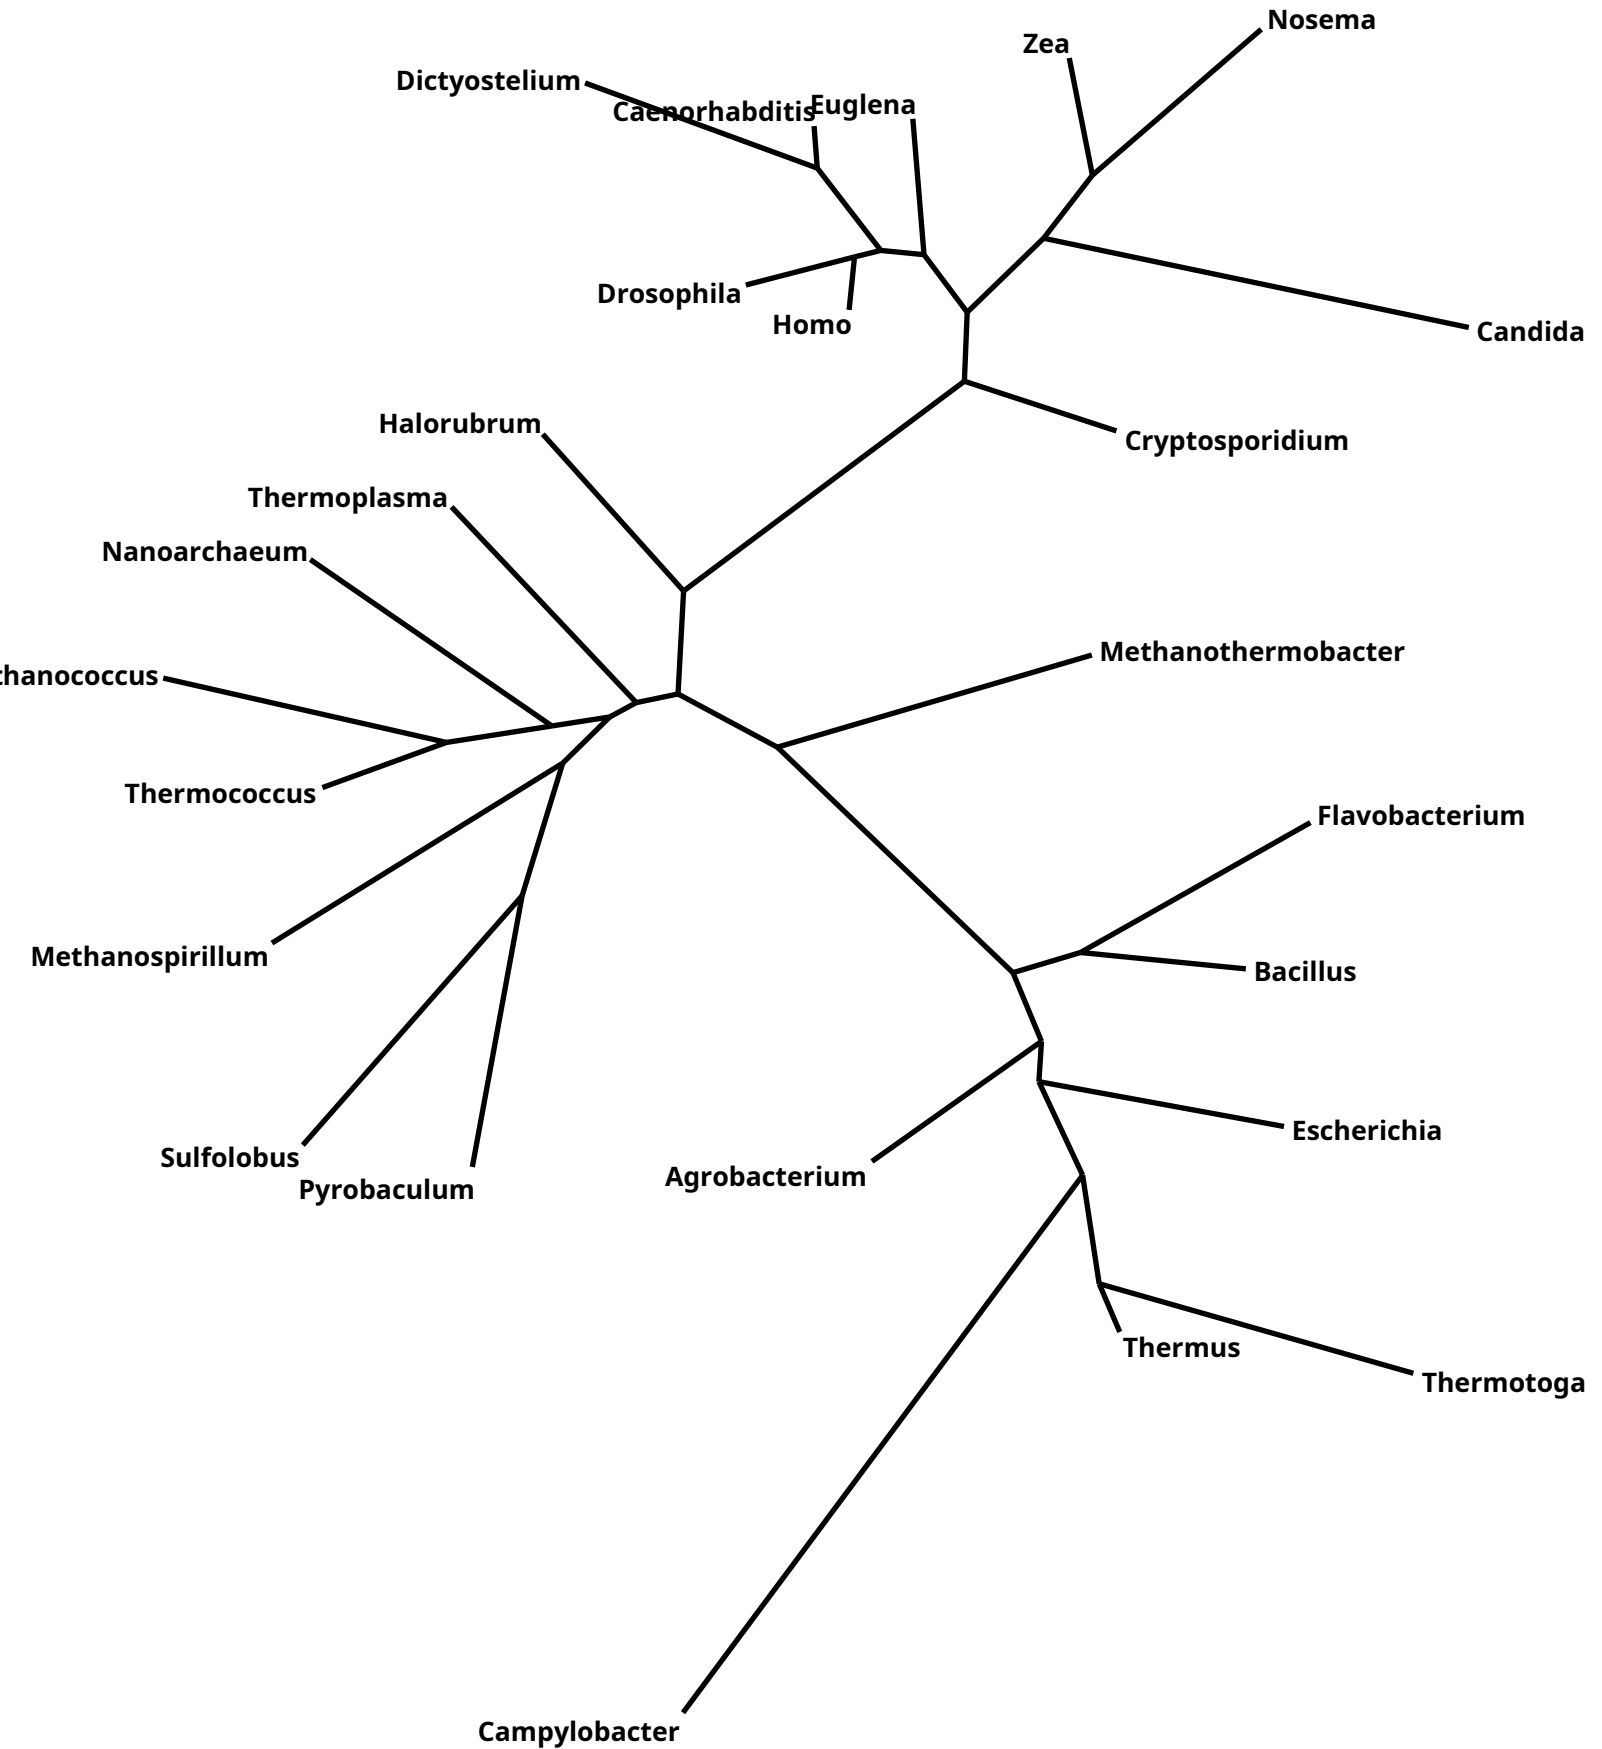 Nosema
Zea
Dictyostelium
Caenorhabditis
Euglena
Drosophila
Homo
Candida
Halorubrum
Cryptosporidium
Thermoplasma
Nanoarchaeum
Methanothermobacter
thanococcus
Thermococcus
Flavobacterium
Methanospirillum
Bacillus
Escherichia
Sulfolobus
Agrobacterium
Pyrobaculum
Thermus
Thermotoga
Campylobacter